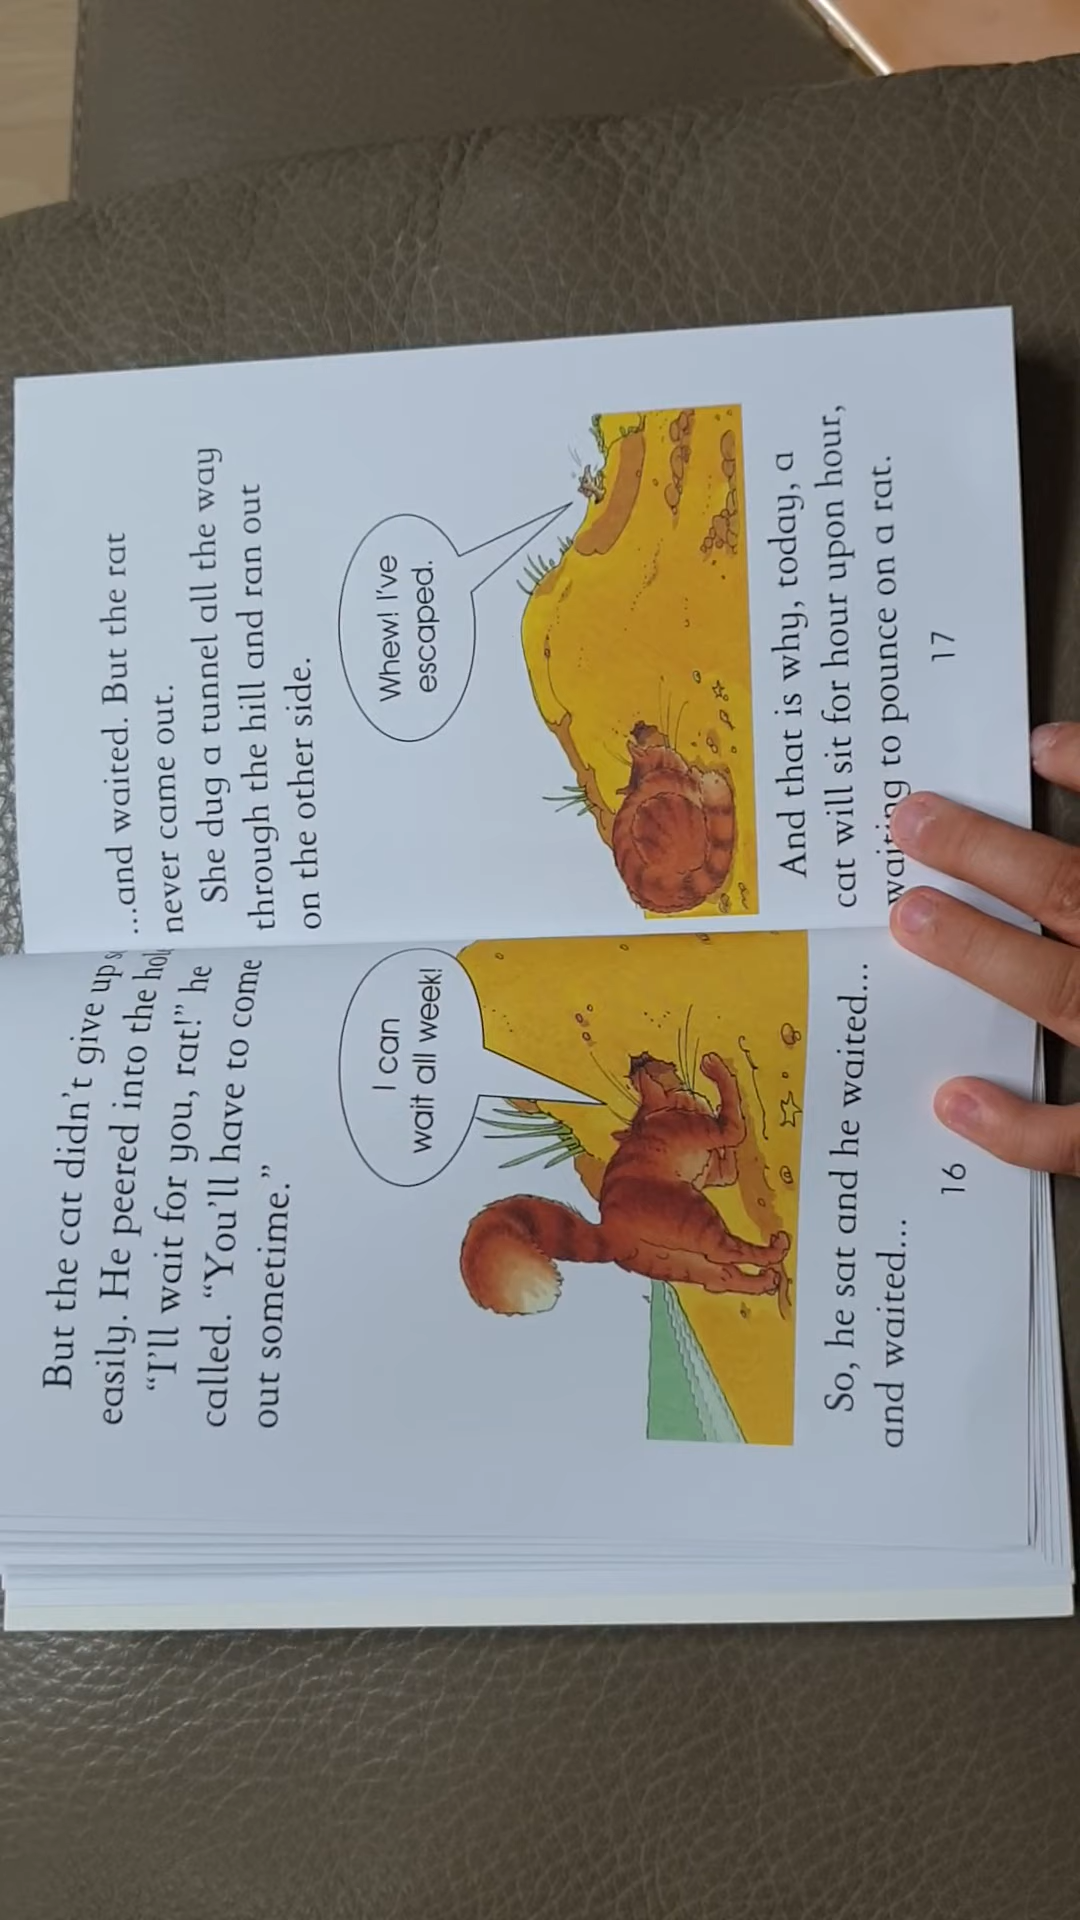 But the cat didn't give up
easily. He peered into the
"I'll wait for you, rat!" he
called. "You'll have to come
out sometime."
I can
wait all week!
So, he sat and he waited...
and waited...
16
...and waited. But the rat
never came out.
She dug a tunnel all the way
through the hill and ran out
on the other side.
Whew! I've
escaped.
And that is why, today, a
cat will sit for hour upon hour,
waiting to pounce on a rat.
17